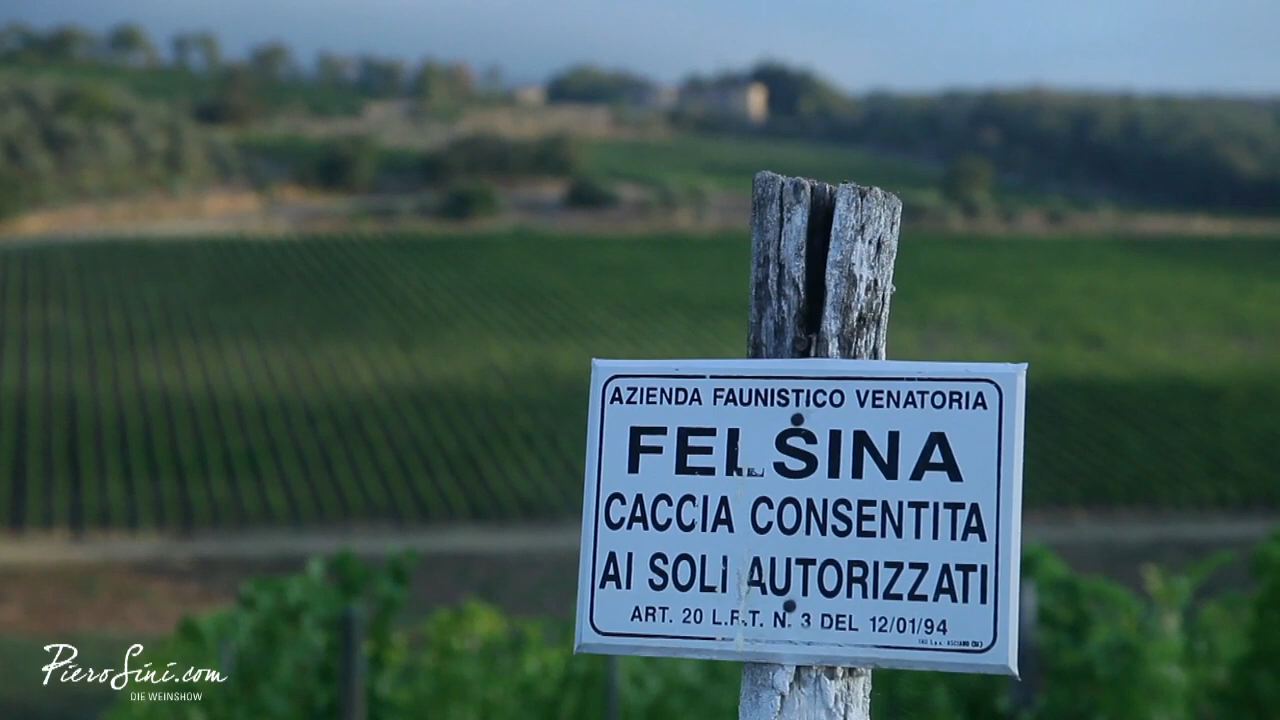 AZIENDA FAUNISTICO VENATORIA
FELSINA
CACCIA CONSENTITA
AI SOLI AUTORIZZATI
ART. 20 L.R.T. N. 3 DEL 12/01/94
PieroSini.com
DIE WEINSHOW